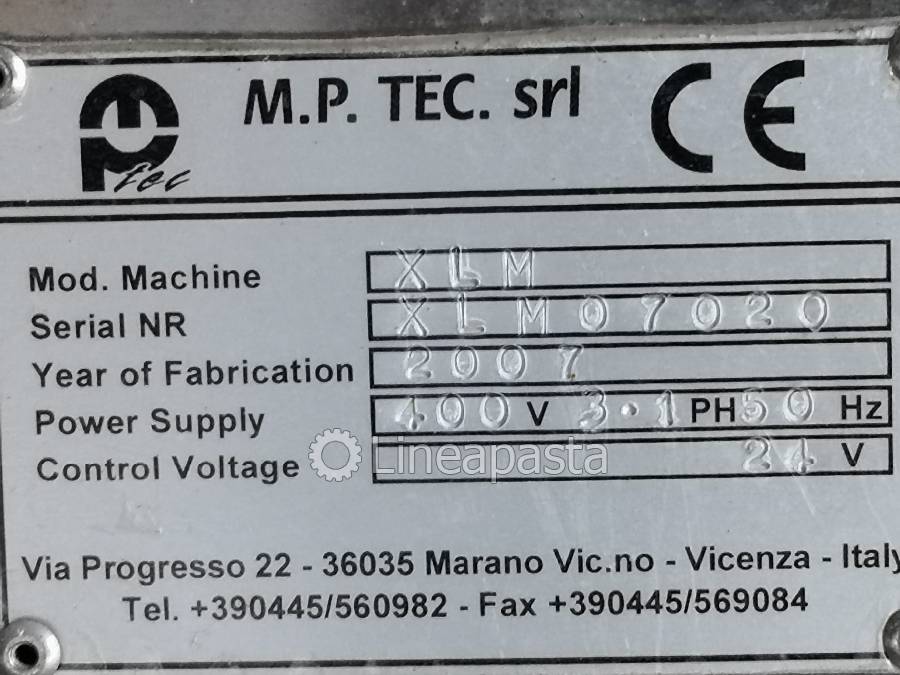 MP tec
M.P. TEC. srl CE
Mod. Machine XLM
Serial NR XLM07020
Year of Fabrication 2007
Power Supply 400 V 3·1 PH 50 Hz
Control Voltage 24 V
Lineapasta
Via Progresso 22 - 36035 Marano Vic.no - Vicenza - Italy
Tel. +390445/560982 - Fax +390445/569084